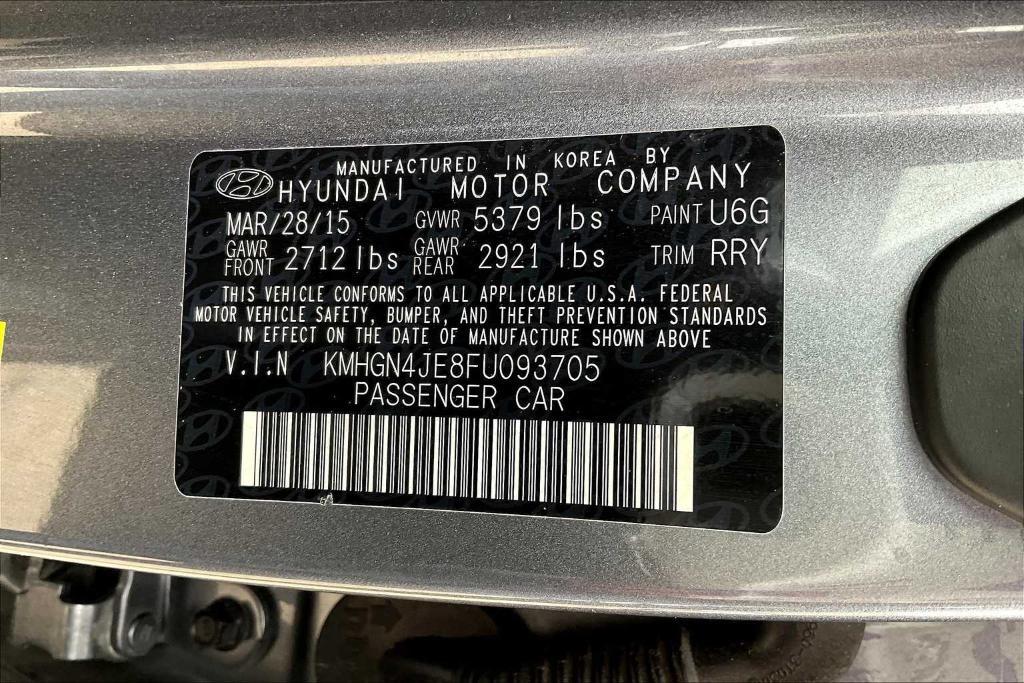 MANUFACTURED IN KOREA BY
HYUNDAI MOTOR COMPANY
MAR/28/15 GVWR 5379 lbs PAINT U6G
GAWR FRONT 2712 lbs GAWR REAR 2921 lbs TRIM RRY
THIS VEHICLE CONFORMS TO ALL APPLICABLE U.S.A. FEDERAL
MOTOR VEHICLE SAFETY, BUMPER, AND THEFT PREVENTION STANDARDS
IN EFFECT ON THE DATE OF MANUFACTURE SHOWN ABOVE
V.I.N KMHGN4JE8FU093705
PASSENGER CAR